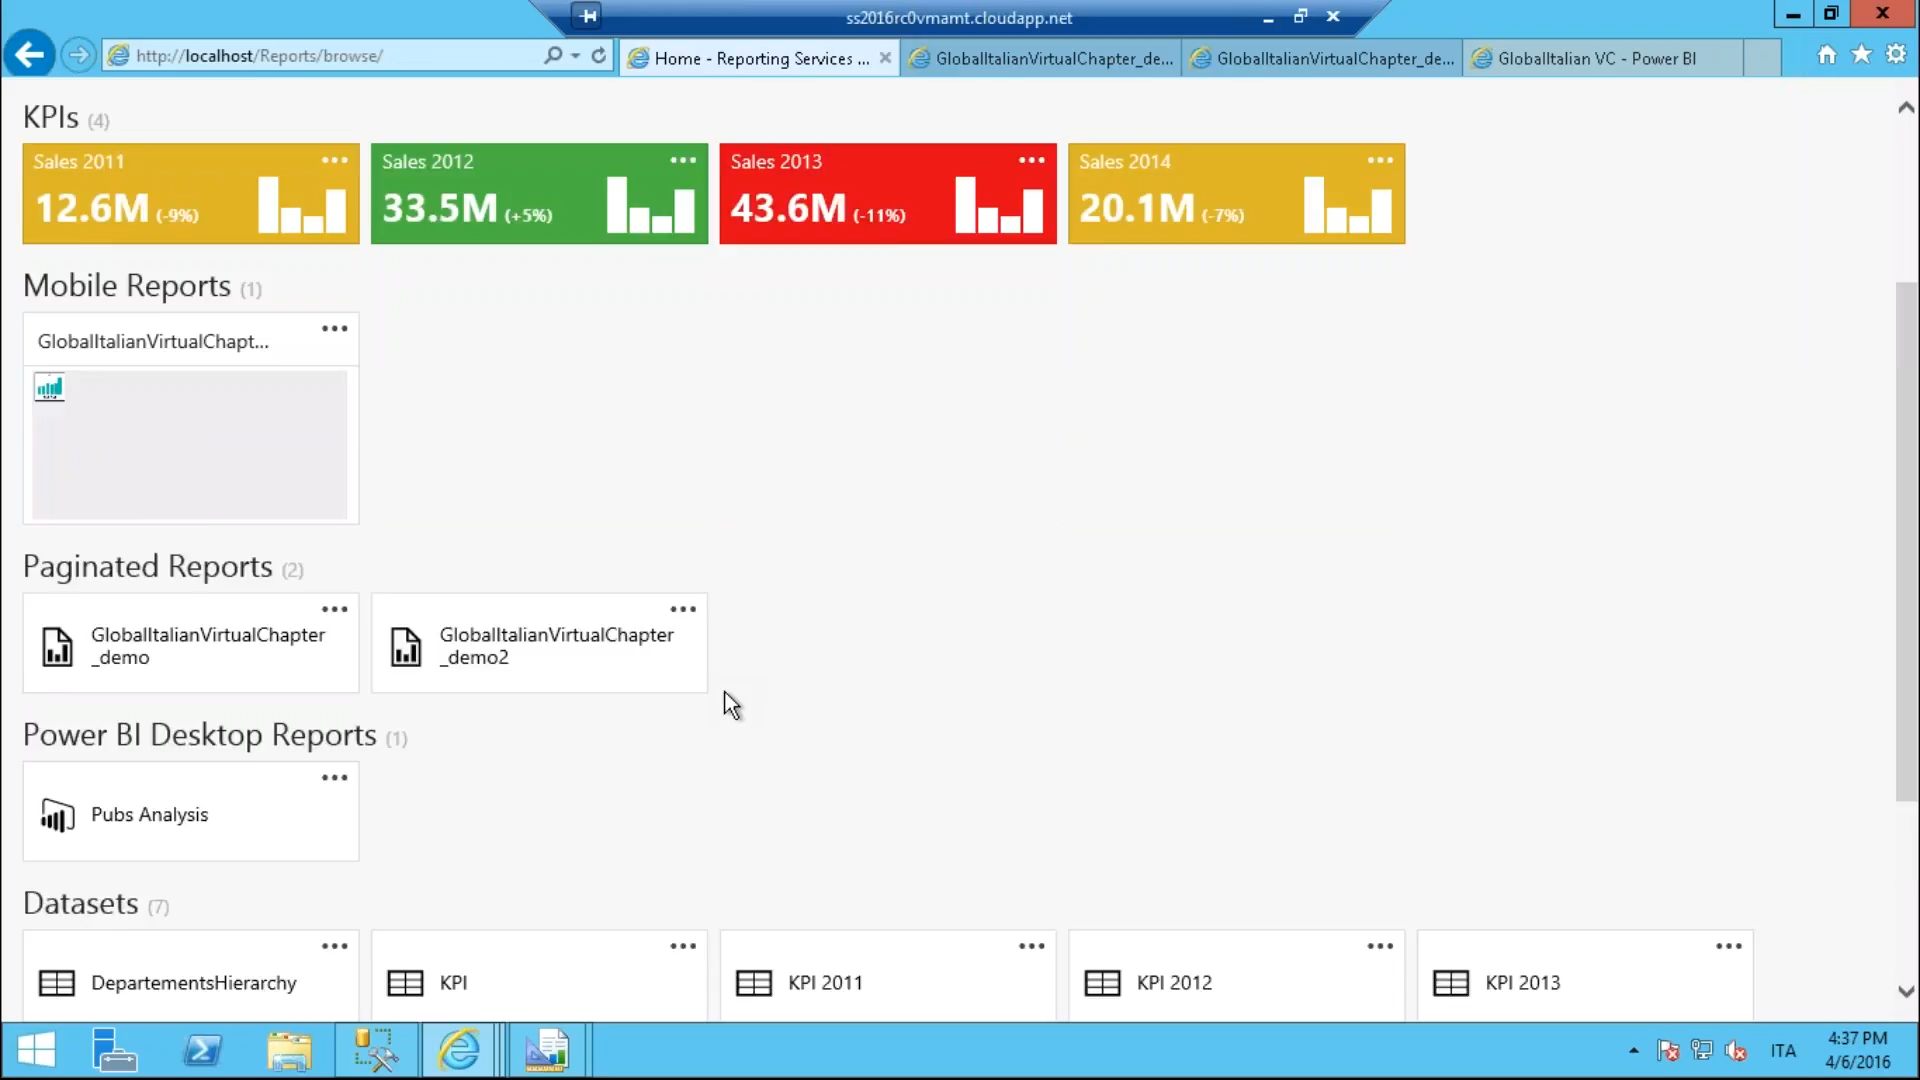 ss2016rc0vmamt.cloudapp.net
http://localhost/Reports/browse/
Home - Reporting Services ...
GlobalItalianVirtualChapter_de...
GlobalItalianVirtualChapter_de...
GlobalItalian VC - Power BI
KPIs (4)
Sales 2011
12.6M (-9%)
Sales 2012
33.5M (+5%)
Sales 2013
43.6M (-11%)
Sales 2014
20.1M (-7%)
Mobile Reports (1)
GlobalItalianVirtualChapt...
Paginated Reports (2)
GlobalItalianVirtualChapter
_demo
GlobalItalianVirtualChapter
_demo2
Power BI Desktop Reports (1)
Pubs Analysis
Datasets (7)
DepartementsHierarchy
KPI
KPI 2011
KPI 2012
KPI 2013
ITA
4:37 PM
4/6/2016